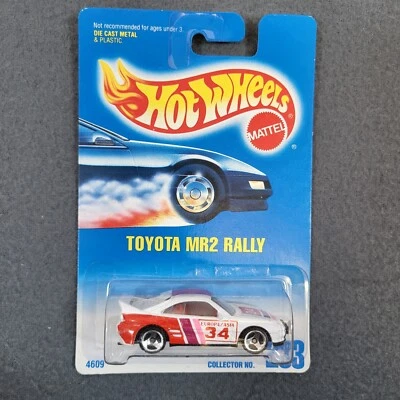 Not recommended for ages under 3.
DIE CAST METAL
& PLASTIC.
HOT WHEELS
®
MATTEL
TOYOTA MR2 RALLY
34
4609
COLLECTOR NO.